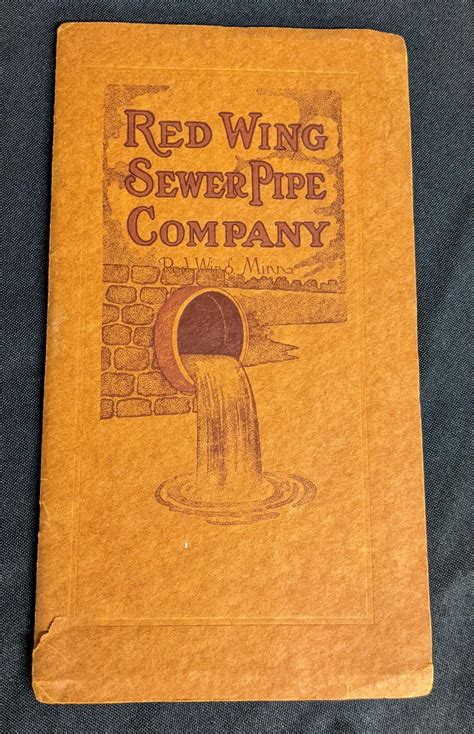 RED WING
SEWER PIPE
COMPANY
Red Wing, Minn.